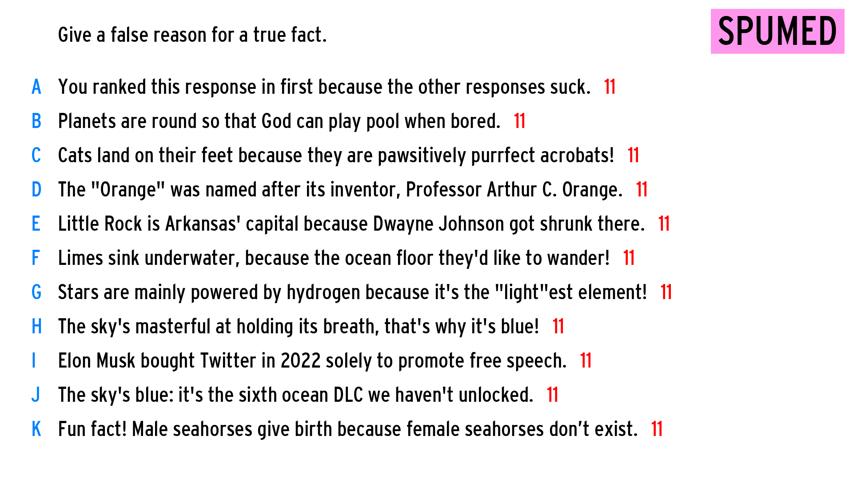 Give a false reason for a true fact.
SPUMED
A You ranked this response in first because the other responses suck. 11
B Planets are round so that God can play pool when bored. 11
C Cats land on their feet because they are pawsitively purrfect acrobats! 11
D The "Orange" was named after its inventor, Professor Arthur C. Orange. 11
E Little Rock is Arkansas' capital because Dwayne Johnson got shrunk there. 11
F Limes sink underwater, because the ocean floor they'd like to wander! 11
G Stars are mainly powered by hydrogen because it's the "light"est element! 11
H The sky's masterful at holding its breath, that's why it's blue! 11
I Elon Musk bought Twitter in 2022 solely to promote free speech. 11
J The sky's blue: it's the sixth ocean DLC we haven't unlocked. 11
K Fun fact! Male seahorses give birth because female seahorses don’t exist. 11